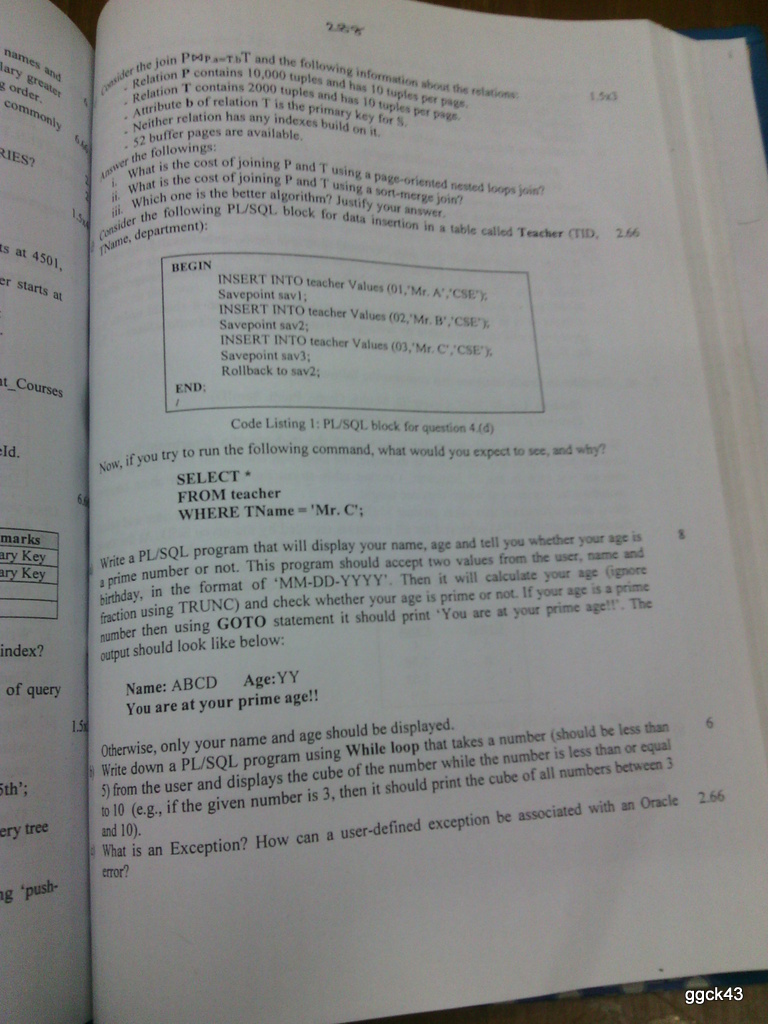 names and
lary greater
g order.
commonly
RIES?
ts at 4501,
er starts at
nt_Courses
eId.
marks
ary Key
ary Key
index?
of query
1.5x
5th';
ery tree
ng 'push-
Consider the join P⋈P.a=T.bT and the following information about the relations: 1.5x3
- Relation P contains 10,000 tuples and has 10 tuples per page.
- Relation T contains 2000 tuples and has 10 tuples per page.
- Attribute b of relation T is the primary key for S.
- Neither relation has any indexes build on it.
- 52 buffer pages are available.
Answer the followings:
i. What is the cost of joining P and T using a page-oriented nested loops join?
ii. What is the cost of joining P and T using a sort-merge join?
iii. Which one is the better algorithm? Justify your answer.
Consider the following PL/SQL block for data insertion in a table called Teacher (TID, 2.66
TName, department):
BEGIN
INSERT INTO teacher Values (01,'Mr. A','CSE');
Savepoint sav1;
INSERT INTO teacher Values (02,'Mr. B','CSE');
Savepoint sav2;
INSERT INTO teacher Values (03,'Mr. C','CSE');
Savepoint sav3;
Rollback to sav2;
END;
/
Code Listing 1: PL/SQL block for question 4.(d)
Now, if you try to run the following command, what would you expect to see, and why?
SELECT *
FROM teacher
WHERE TName = 'Mr. C';
Write a PL/SQL program that will display your name, age and tell you whether your age is 8
a prime number or not. This program should accept two values from the user, name and
birthday, in the format of 'MM-DD-YYYY'. Then it will calculate your age (ignore
fraction using TRUNC) and check whether your age is prime or not. If your age is a prime
number then using GOTO statement it should print 'You are at your prime age!!'. The
output should look like below:
Name: ABCD Age:YY
You are at your prime age!!
Otherwise, only your name and age should be displayed.
b) Write down a PL/SQL program using While loop that takes a number (should be less than 6
5) from the user and displays the cube of the number while the number is less than or equal
to 10 (e.g., if the given number is 3, then it should print the cube of all numbers between 3
and 10).
What is an Exception? How can a user-defined exception be associated with an Oracle 2.66
error?
ggck43